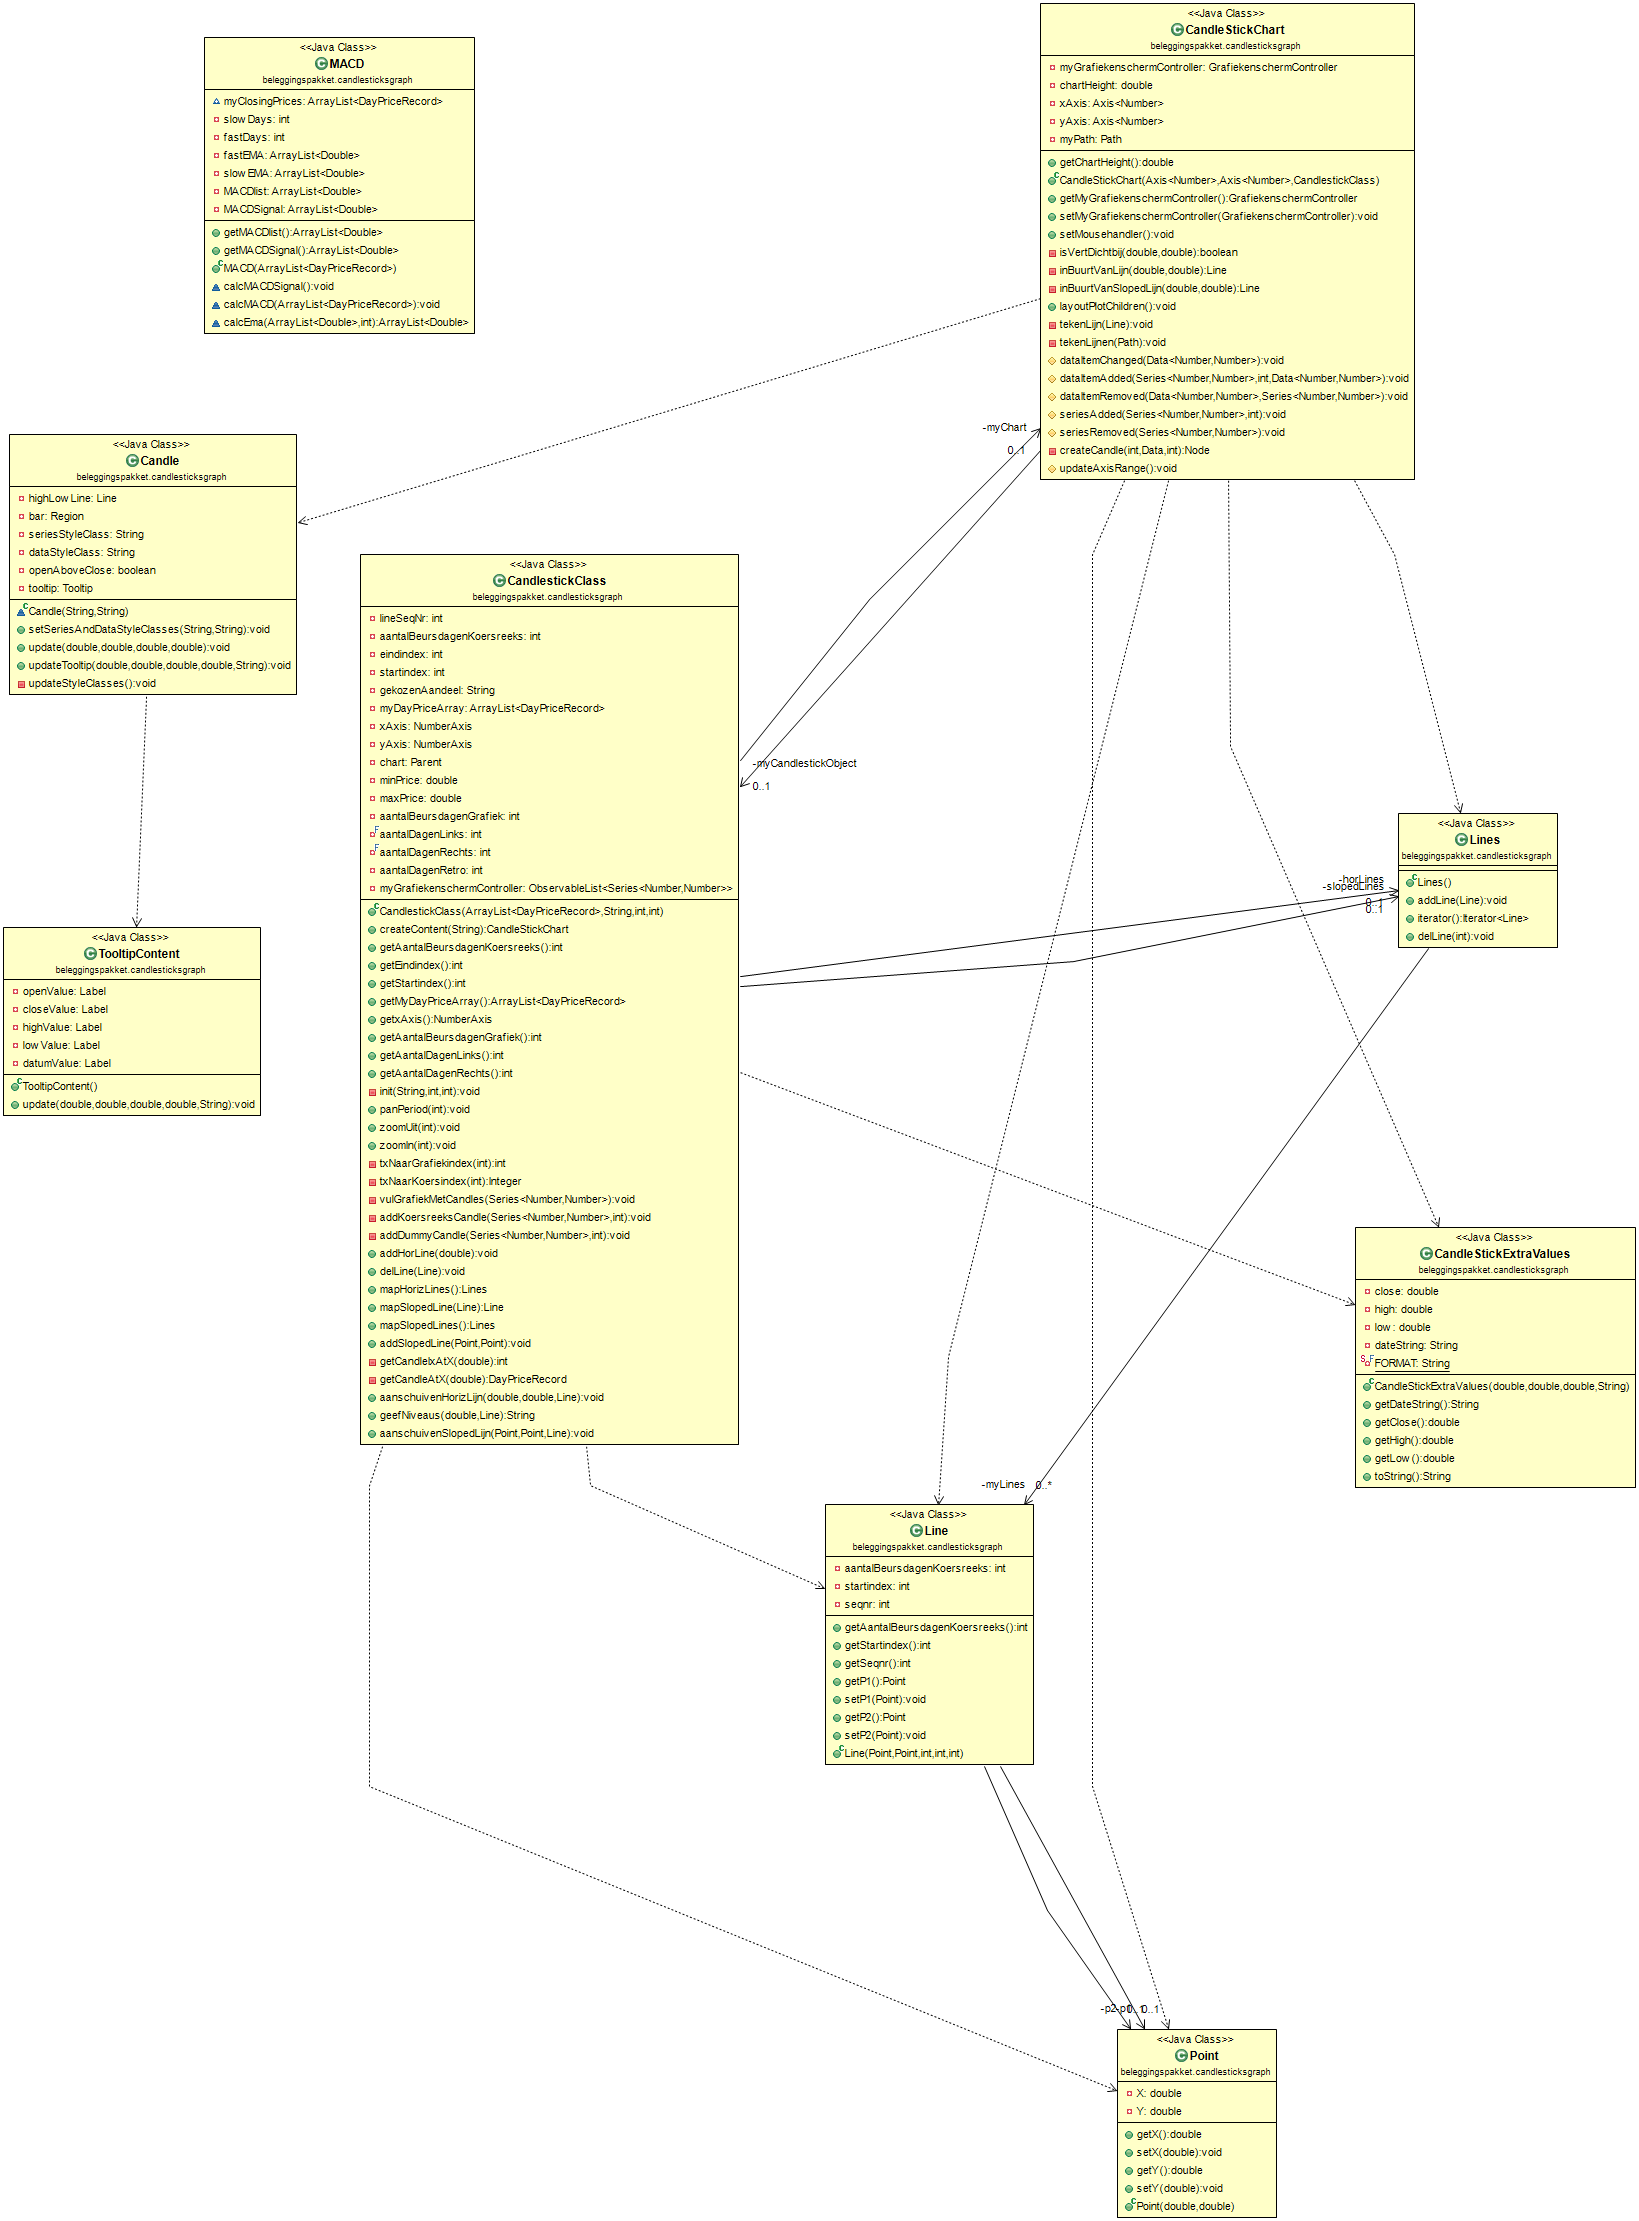 <<Java Class>>
MACD
beleggingspakket.candlesticksgraph
myClosingPrices: ArrayList<DayPriceRecord>
slowDays: int
fastDays: int
fastEMA: ArrayList<Double>
slowEMA: ArrayList<Double>
MACDlist: ArrayList<Double>
MACDSignal: ArrayList<Double>
getMACDlist():ArrayList<Double>
getMACDSignal():ArrayList<Double>
MACD(ArrayList<DayPriceRecord>)
calcMACDSignal():void
calcMACD(ArrayList<DayPriceRecord>):void
calcEma(ArrayList<Double>,int):ArrayList<Double>
<<Java Class>>
CandleStickChart
beleggingspakket.candlesticksgraph
myGrafiekenschermController: GrafiekenschermController
chartHeight: double
xAxis: Axis<Number>
yAxis: Axis<Number>
myPath: Path
getChartHeight():double
CandleStickChart(Axis<Number>,Axis<Number>,CandlestickClass)
getMyGrafiekenschermController():GrafiekenschermController
setMyGrafiekenschermController(GrafiekenschermController):void
setMousehandler():void
isVertDichtbij(double,double):boolean
inBuurtVanLijn(double,double):Line
inBuurtVanSlopedLijn(double,double):Line
layoutPlotChildren():void
tekenLijn(Line):void
tekenLijnen(Path):void
dataItemChanged(Data<Number,Number>):void
dataItemAdded(Series<Number,Number>,int,Data<Number,Number>):void
dataItemRemoved(Data<Number,Number>,Series<Number,Number>):void
seriesAdded(Series<Number,Number>,int):void
seriesRemoved(Series<Number,Number>):void
createCandle(int,Data,int):Node
updateAxisRange():void
-myChart
0..1
<<Java Class>>
Candle
beleggingspakket.candlesticksgraph
highLowLine: Line
bar: Region
seriesStyleClass: String
dataStyleClass: String
openAboveClose: boolean
tooltip: Tooltip
Candle(String,String)
setSeriesAndDataStyleClasses(String,String):void
update(double,double,double,double):void
updateTooltip(double,double,double,double,String):void
updateStyleClasses():void
<<Java Class>>
CandlestickClass
beleggingspakket.candlesticksgraph
lineSeqNr: int
aantalBeursdagenKoersreeks: int
eindindex: int
startindex: int
gekozenAandeel: String
myDayPriceArray: ArrayList<DayPriceRecord>
xAxis: NumberAxis
yAxis: NumberAxis
chart: Parent
minPrice: double
maxPrice: double
aantalBeursdagenGrafiek: int
aantalDagenLinks: int
aantalDagenRechts: int
aantalDagenRetro: int
myGrafiekenschermController: ObservableList<Series<Number,Number>>
CandlestickClass(ArrayList<DayPriceRecord>,String,int,int)
createContent(String):CandleStickChart
getAantalBeursdagenKoersreeks():int
getEindindex():int
getStartindex():int
getMyDayPriceArray():ArrayList<DayPriceRecord>
getxAxis():NumberAxis
getAantalBeursdagenGrafiek():int
getAantalDagenLinks():int
getAantalDagenRechts():int
init(String,int,int):void
panPeriod(int):void
zoomUit(int):void
zoomIn(int):void
txNaarGrafiekindex(int):int
txNaarKoersindex(int):Integer
vulGrafiekMetCandles(Series<Number,Number>):void
addKoersreeksCandle(Series<Number,Number>,int):void
addDummyCandle(Series<Number,Number>,int):void
addHorLine(double):void
delLine(Line):void
mapHorizLines():Lines
mapSlopedLine(Line):Line
mapSlopedLines():Lines
addSlopedLine(Point,Point):void
getCandleIxAtX(double):int
getCandleAtX(double):DayPriceRecord
aanschuivenHorizLijn(double,double,Line):void
geefNiveaus(double,Line):String
aanschuivenSlopedLijn(Point,Point,Line):void
-myCandlestickObject
0..1
<<Java Class>>
Lines
beleggingspakket.candlesticksgraph
Lines()
addLine(Line):void
iterator():Iterator<Line>
delLine(int):void
-horLines
-slopedLines
0..1
0..1
<<Java Class>>
TooltipContent
beleggingspakket.candlesticksgraph
openValue: Label
closeValue: Label
highValue: Label
lowValue: Label
datumValue: Label
TooltipContent()
update(double,double,double,double,String):void
<<Java Class>>
CandleStickExtraValues
beleggingspakket.candlesticksgraph
close: double
high: double
low: double
dateString: String
FORMAT: String
CandleStickExtraValues(double,double,double,String)
getDateString():String
getClose():double
getHigh():double
getLow():double
toString():String
-myLines
0..*
<<Java Class>>
Line
beleggingspakket.candlesticksgraph
aantalBeursdagenKoersreeks: int
startindex: int
seqnr: int
getAantalBeursdagenKoersreeks():int
getStartindex():int
getSeqnr():int
getP1():Point
setP1(Point):void
getP2():Point
setP2(Point):void
Line(Point,Point,int,int,int)
-p2 -p1 0..1 0..1
<<Java Class>>
Point
beleggingspakket.candlesticksgraph
X: double
Y: double
getX():double
setX(double):void
getY():double
setY(double):void
Point(double,double)